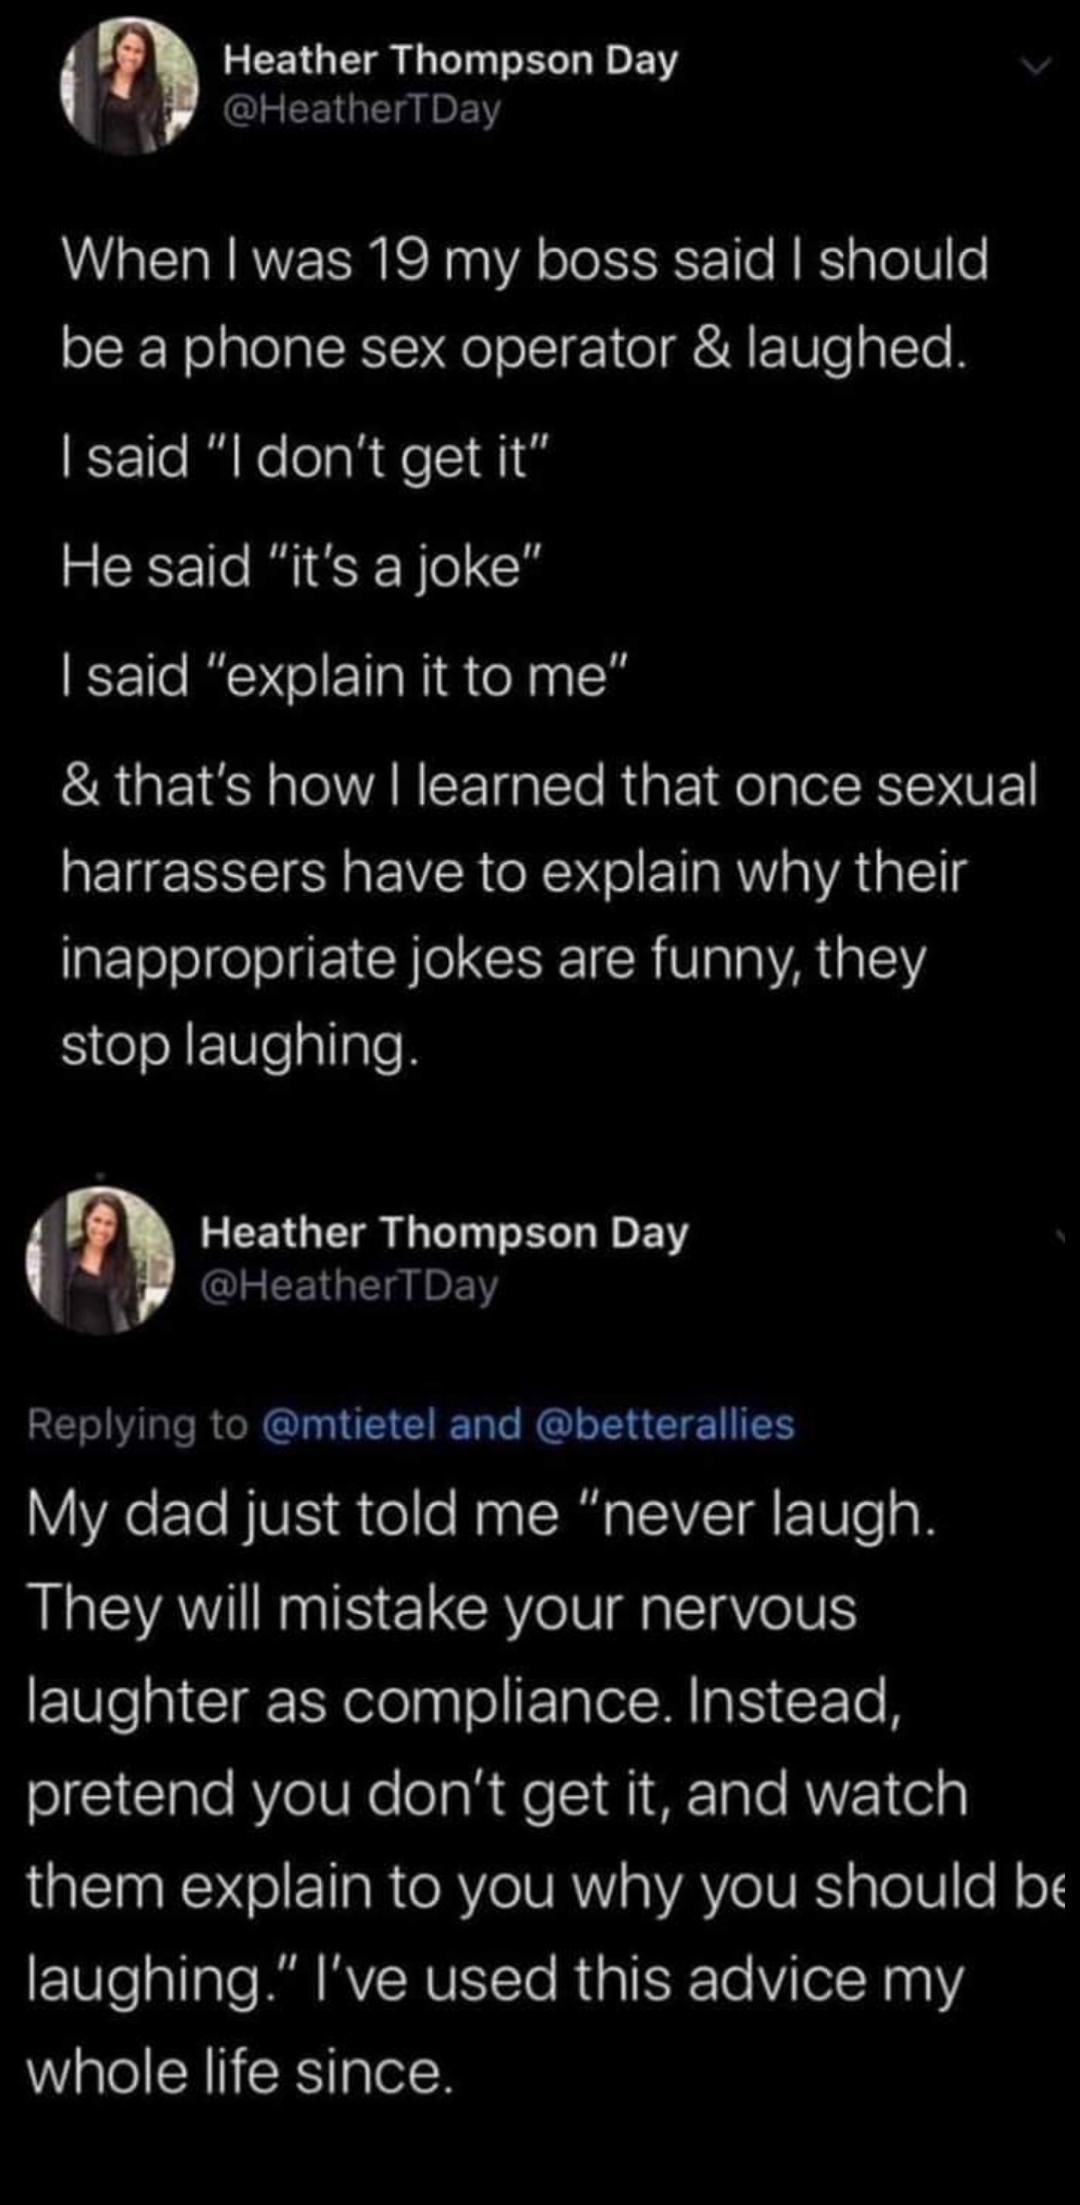 Heather Thompson Day
@HeatherTDay
When I was 19 my boss said I should
be a phone sex operator & laughed.
I said "I don't get it"
He said "it's a joke"
I said "explain it to me"
& that's how I learned that once sexual
harrassers have to explain why their
inappropriate jokes are funny, they
stop laughing.
Heather Thompson Day
@HeatherTDay
Replying to @mtietel and @betterallies
My dad just told me "never laugh.
They will mistake your nervous
laughter as compliance. Instead,
pretend you don't get it, and watch
them explain to you why you should be
laughing." I've used this advice my
whole life since.